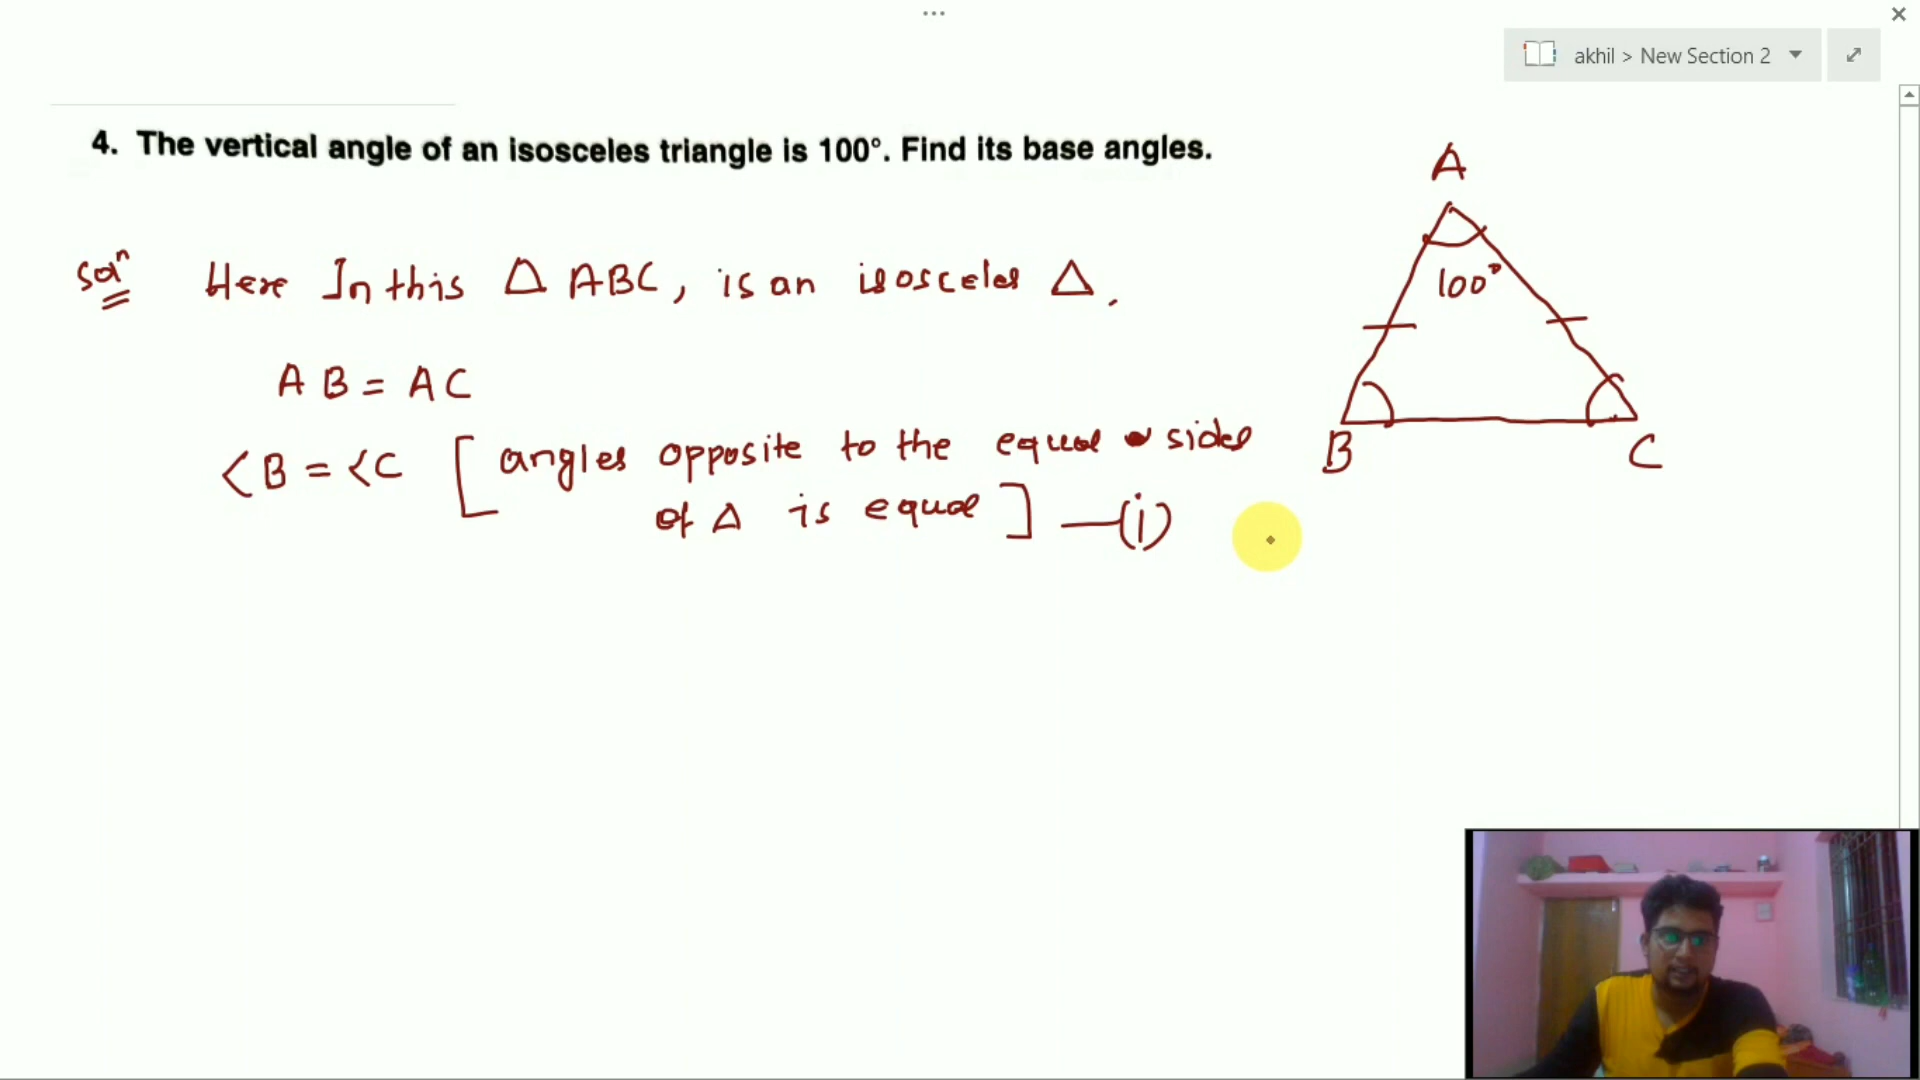 akhil > New Section 2
4. The vertical angle of an isosceles triangle is 100°. Find its base angles.
A
Solⁿ Here In this Δ ABC, is an isosceles Δ.
100°
AB = AC
<B = <C [angles opposite to the equal sides
of Δ is equal] —(i)
B C